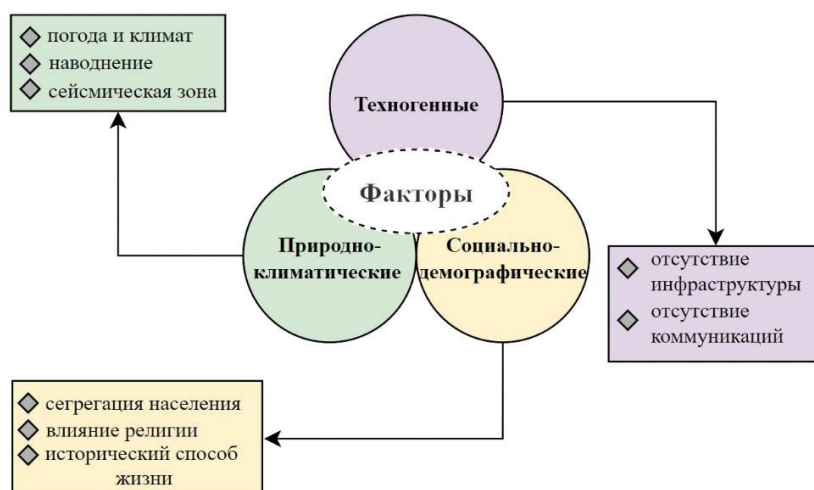 погода и климат
наводнение
сейсмическая зона
Техногенные
Факторы
Природно-
климатические
Социально-
демографические
отсутствие
инфраструктуры
отсутствие
коммуникаций
сегрегация населения
влияние религии
исторический способ
жизни